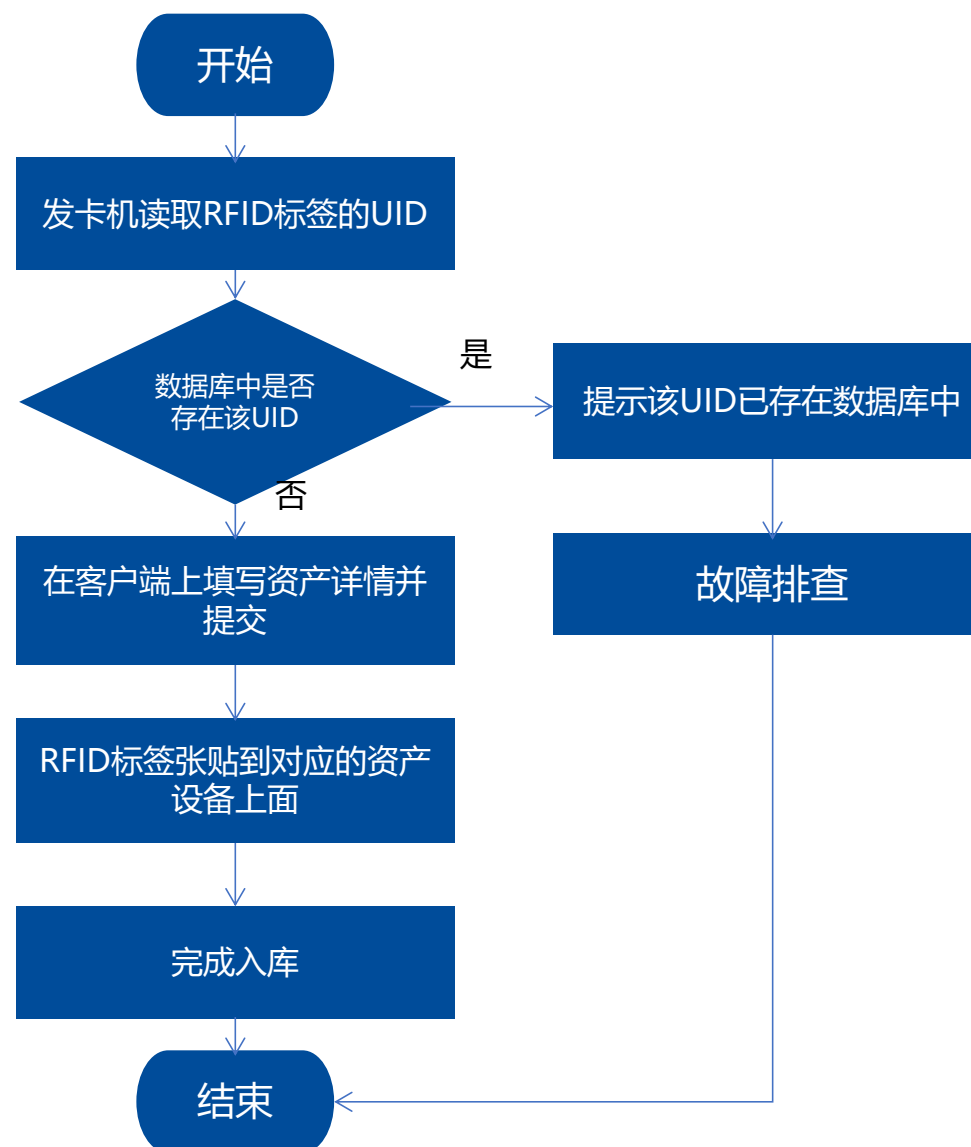 开始
发卡机读取RFID标签的UID
数据库中是否
存在该UID
是
提示该UID已存在数据库中
否
故障排查
在客户端上填写资产详情并
提交
RFID标签张贴到对应的资产
设备上面
完成入库
结束